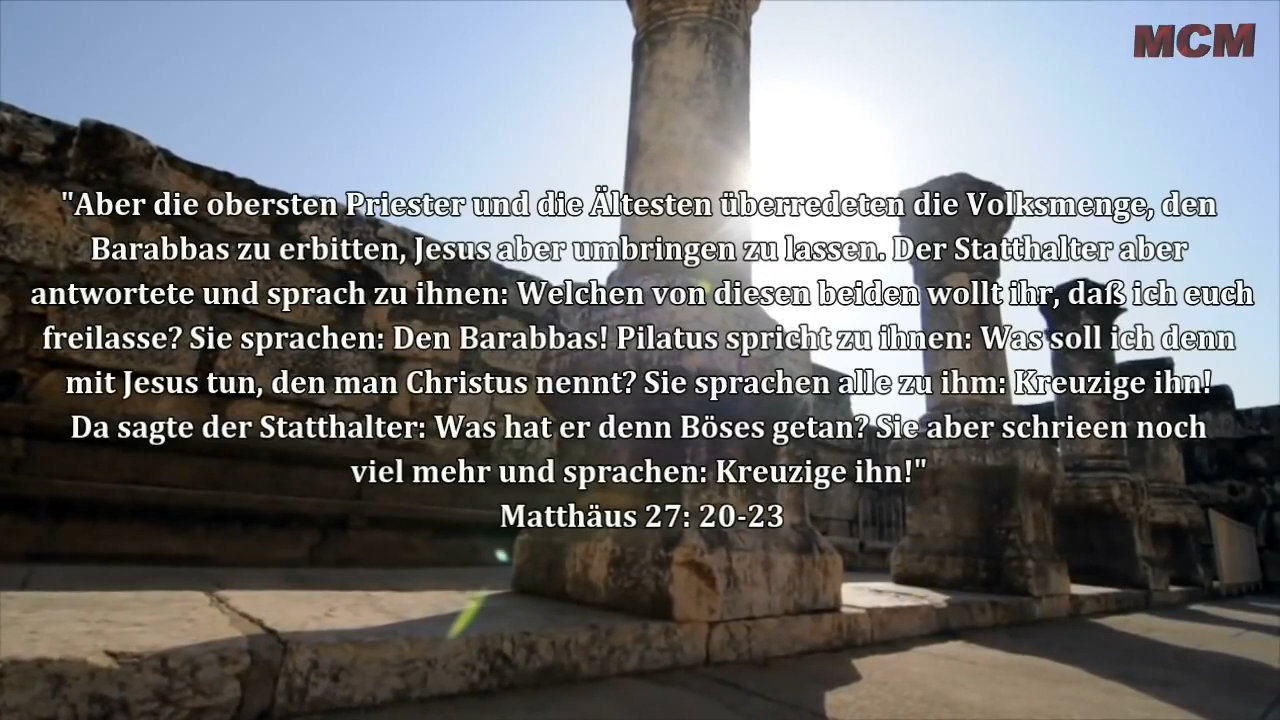 MCM
"Aber die obersten Priester und die Ältesten überredeten die Volksmenge, den
Barabbas zu erbitten, Jesus aber umbringen zu lassen. Der Statthalter aber
antwortete und sprach zu ihnen: Welchen von diesen beiden wollt ihr, daß ich euch
freilasse? Sie sprachen: Den Barabbas! Pilatus spricht zu ihnen: Was soll ich denn
mit Jesus tun, den man Christus nennt? Sie sprachen alle zu ihm: Kreuzige ihn!
Da sagte der Statthalter: Was hat er denn Böses getan? Sie aber schrieen noch
viel mehr und sprachen: Kreuzige ihn!"
Matthäus 27: 20-23